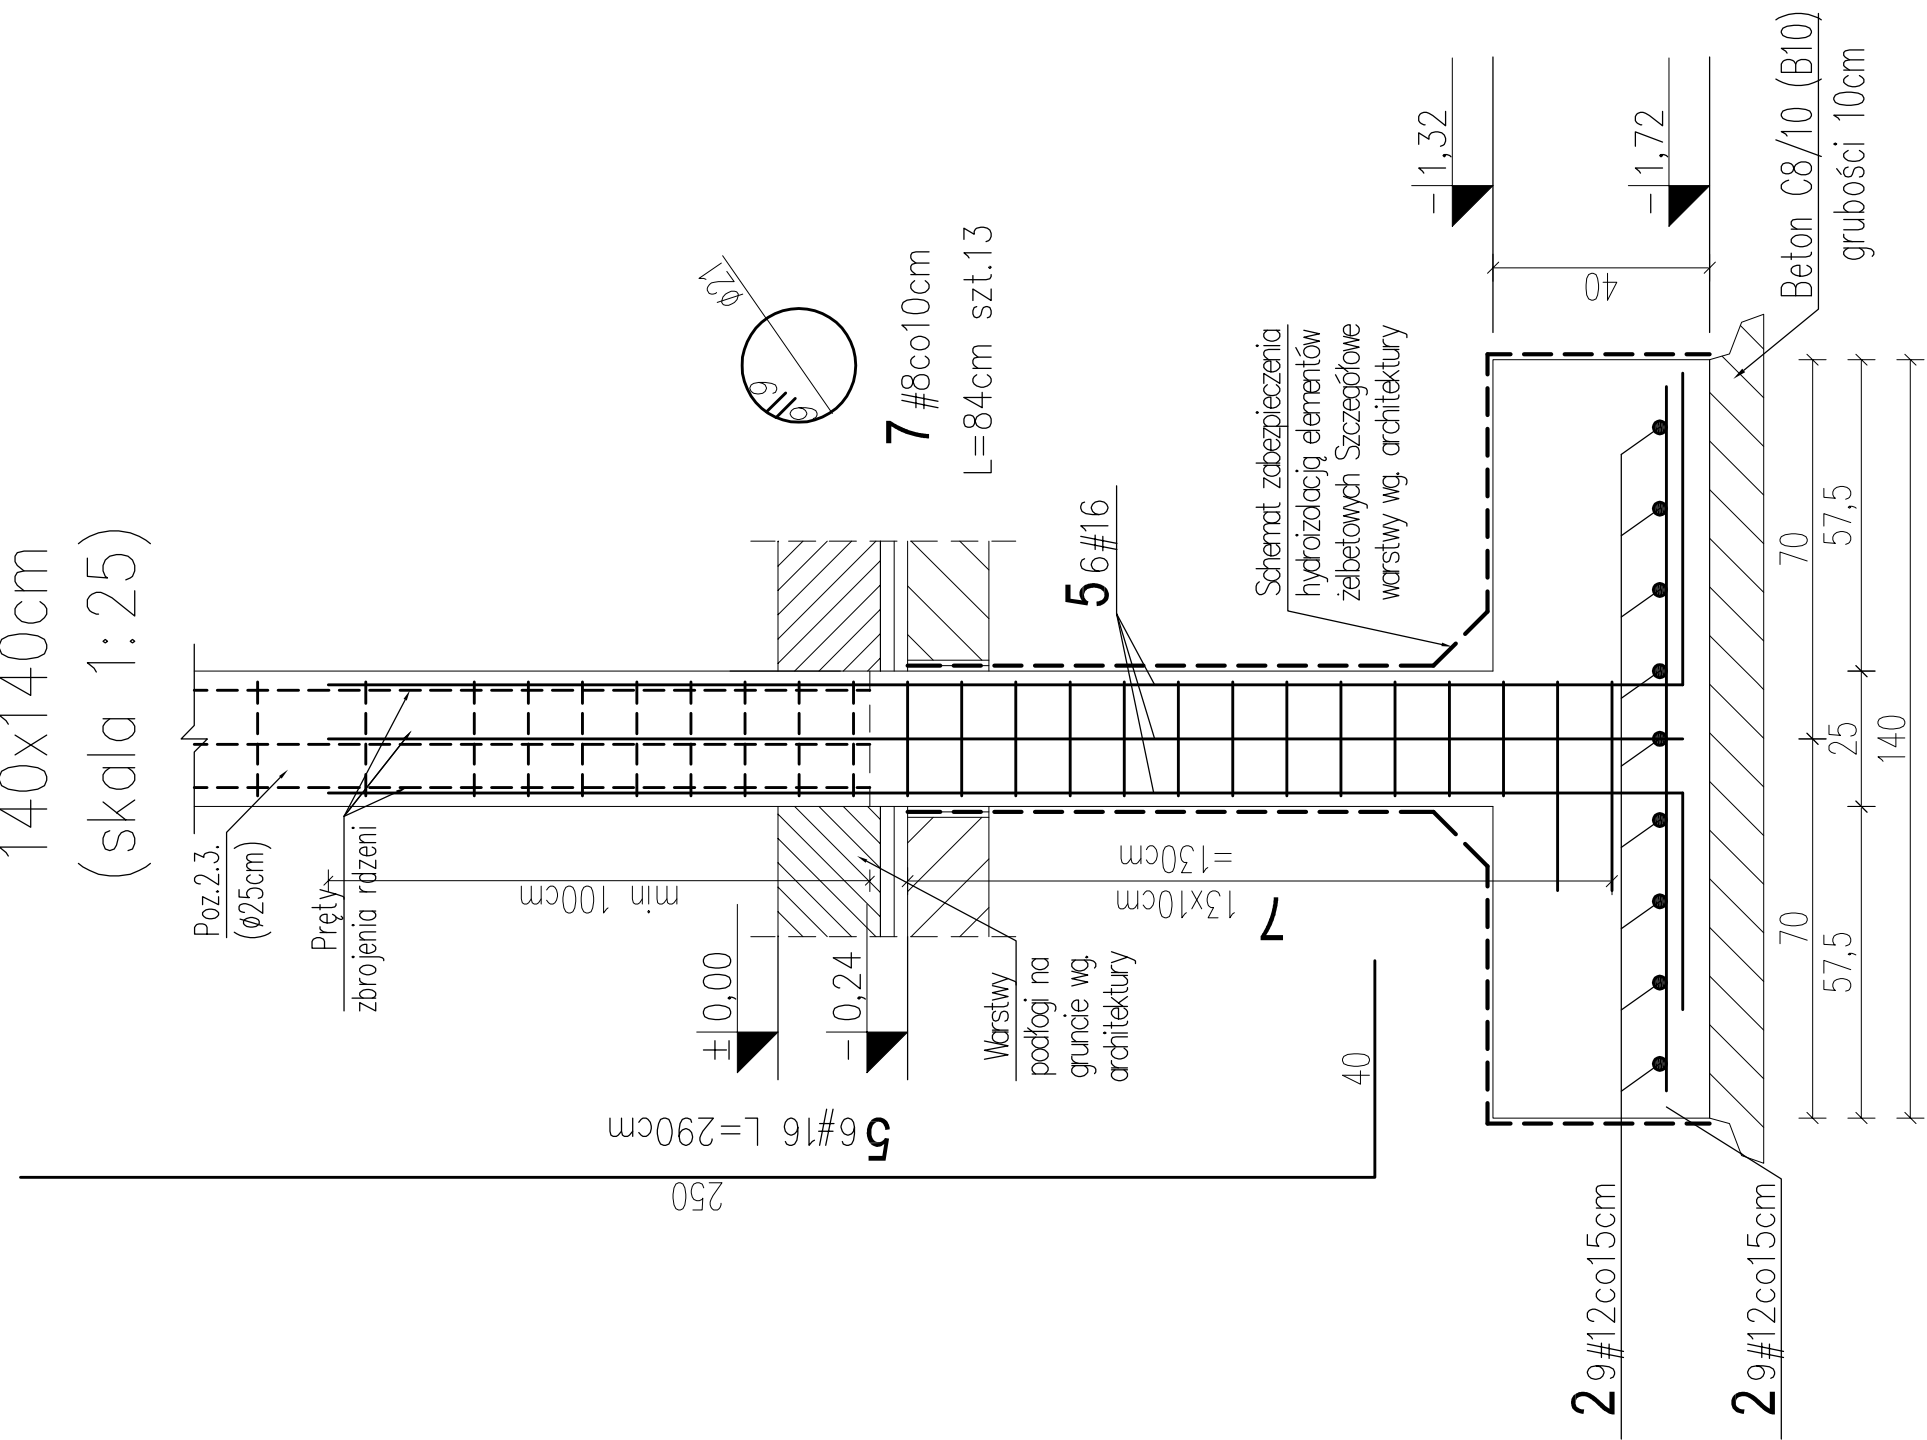 140x140cm
(skala 1:25)
Poz.2.3.
(ø25cm)
Pręty
zbrojenia rdzeni
min 100cm
± 0,00
- 0,24
Warstwy
podłogi na
gruncie wg.
architektury
13x10cm
=130cm
7
5 6#16 L=290cm
250
40
ø21
9
9
7 #8co10cm
L=84cm szt.13
5 6#16
Schemat zabezpieczenia
hydroizolacją elementów
żelbetowych Szczegółowe
warstwy wg. architektury
-1,32
-1,72
40
Beton C8/10 (B10)
grubości 10cm
70
70
57,5
25
57,5
140
2 9#12co15cm
2 9#12co15cm